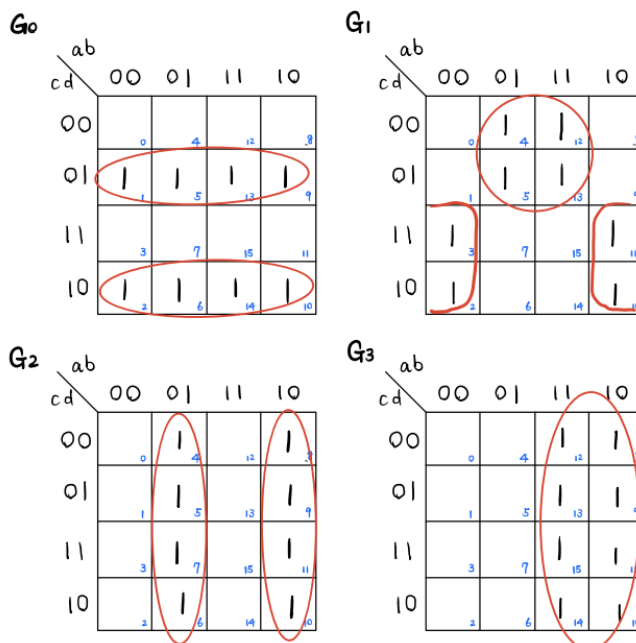 G0
ab
cd 00 01 11 10
00 0 4 12 8
01 1 1 1 5 1 13 1 9
11 3 7 15 11
10 1 2 1 6 1 14 1 10
G1
ab
cd 00 01 11 10
00 0 1 4 1 12
01 1 1 5 1 13
11 1 3 7 15 1
10 1 2 6 14 1
G2
ab
cd 00 01 11 10
00 0 1 4 12 1 8
01 1 1 5 13 1 9
11 3 1 7 15 1 11
10 2 1 6 14 1 10
G3
ab
cd 00 01 11 10
00 0 4 1 12 1
01 1 5 1 13 1
11 3 7 1 15 1
10 2 6 1 14 1